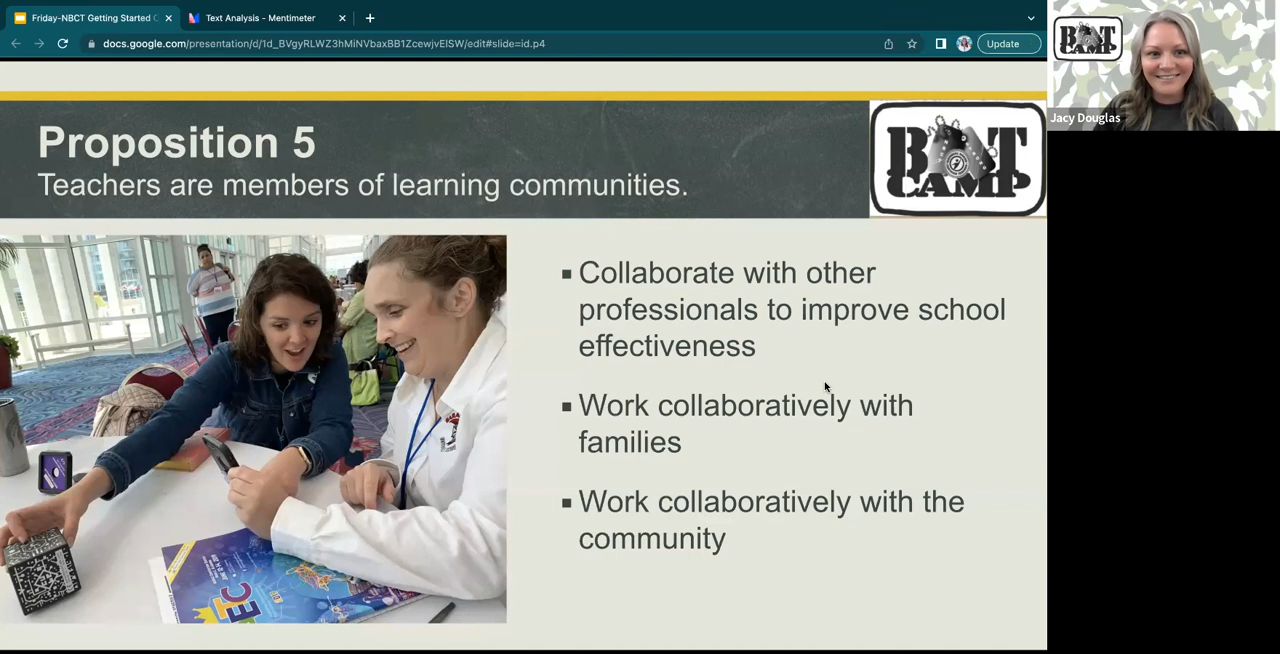 Friday-NBCT Getting Started
Text Analysis - Mentimeter
docs.google.com/presentation/d/1d_BVgyRLWZ3hMiNVbaxBB1ZcewjvEISW/edit#slide=id.p4
Update
BOOT
CAMP
Jacy Douglas
Proposition 5
Teachers are members of learning communities.
BOOT
CAMP
▪ Collaborate with other
professionals to improve school
effectiveness
▪ Work collaboratively with
families
▪ Work collaboratively with the
community